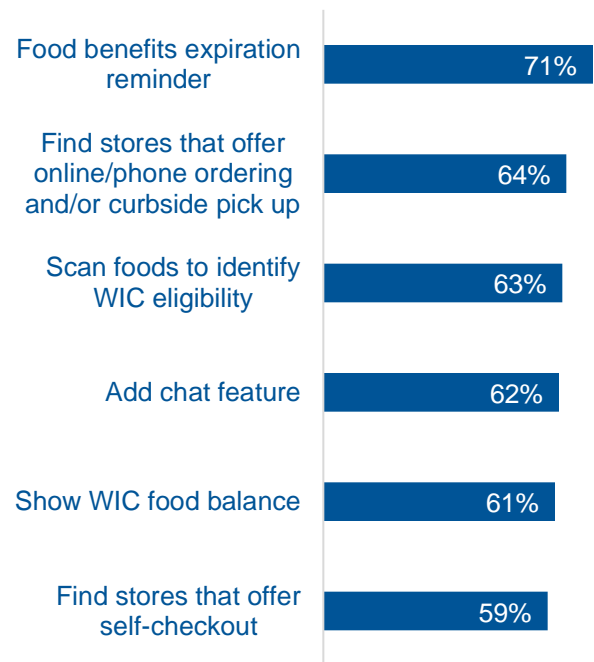 Food benefits expiration
reminder
71%
Find stores that offer
online/phone ordering
and/or curbside pick up
64%
Scan foods to identify
WIC eligibility
63%
Add chat feature
62%
Show WIC food balance
61%
Find stores that offer
self-checkout
59%